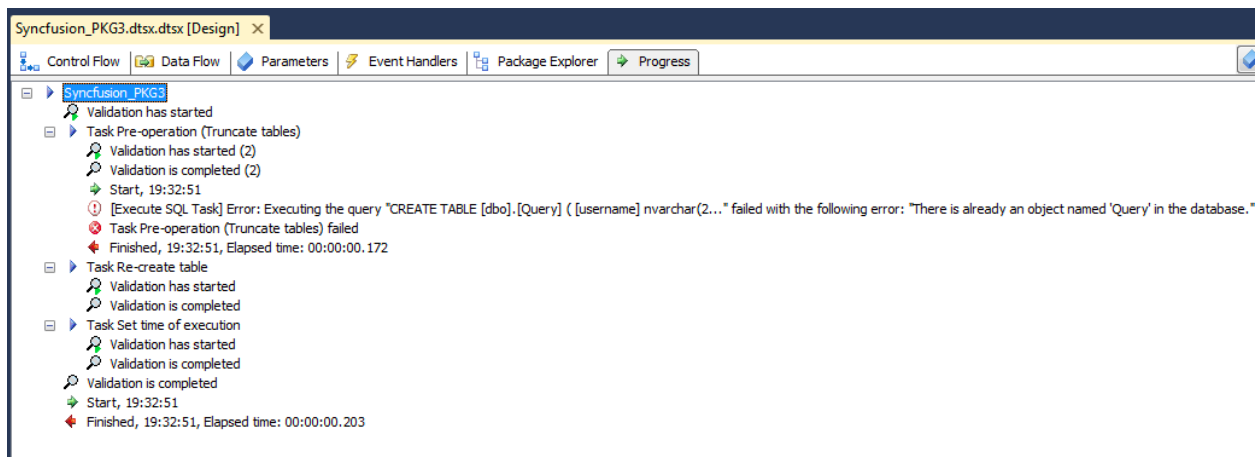 Syncfusion_PKG3.dtsx.dtsx [Design]
Control Flow Data Flow Parameters Event Handlers Package Explorer Progress
Syncfusion_PKG3
Validation has started
Task Pre-operation (Truncate tables)
Validation has started (2)
Validation is completed (2)
Start, 19:32:51
[Execute SQL Task] Error: Executing the query "CREATE TABLE [dbo].[Query] ( [username] nvarchar(2..." failed with the following error: "There is already an object named 'Query' in the database."
Task Pre-operation (Truncate tables) failed
Finished, 19:32:51, Elapsed time: 00:00:00.172
Task Re-create table
Validation has started
Validation is completed
Task Set time of execution
Validation has started
Validation is completed
Validation is completed
Start, 19:32:51
Finished, 19:32:51, Elapsed time: 00:00:00.203